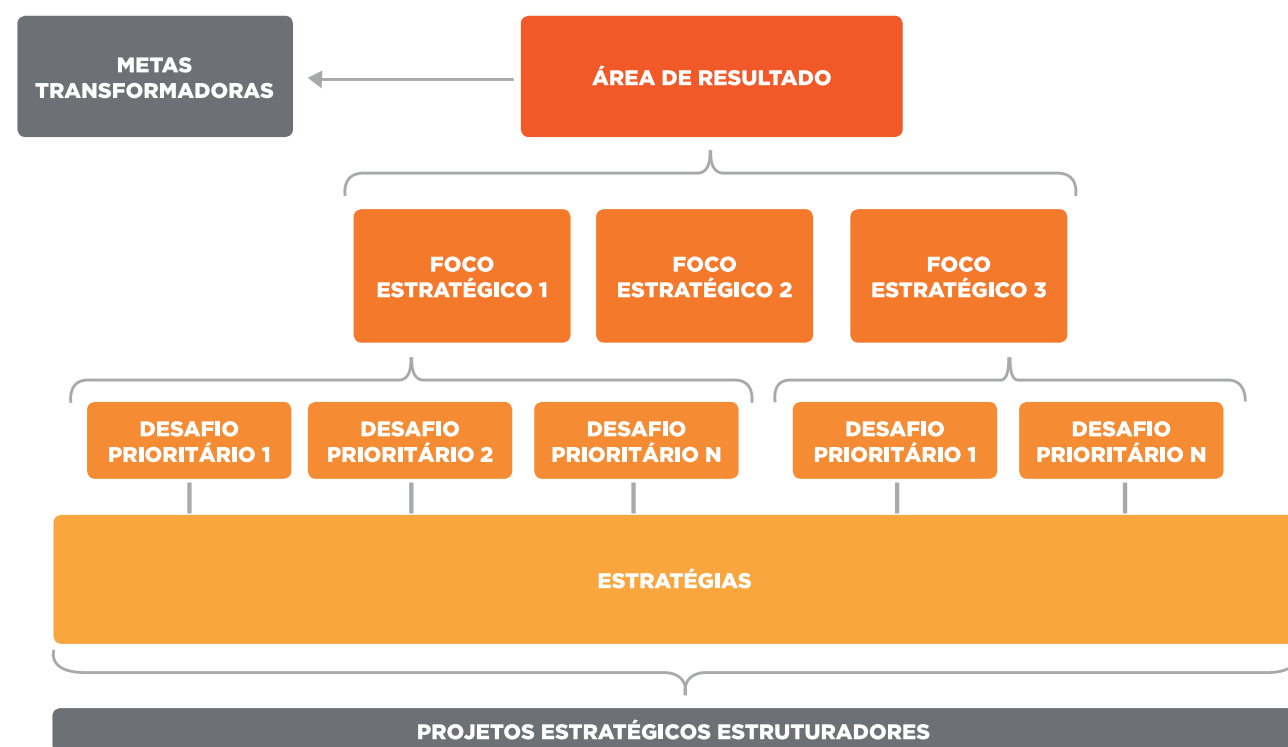 METAS
TRANSFORMADORAS
ÁREA DE RESULTADO
FOCO
ESTRATÉGICO 1
FOCO
ESTRATÉGICO 2
FOCO
ESTRATÉGICO 3
DESAFIO
PRIORITÁRIO 1
DESAFIO
PRIORITÁRIO 2
DESAFIO
PRIORITÁRIO N
DESAFIO
PRIORITÁRIO 1
DESAFIO
PRIORITÁRIO N
ESTRATÉGIAS
PROJETOS ESTRATÉGICOS ESTRUTURADORES